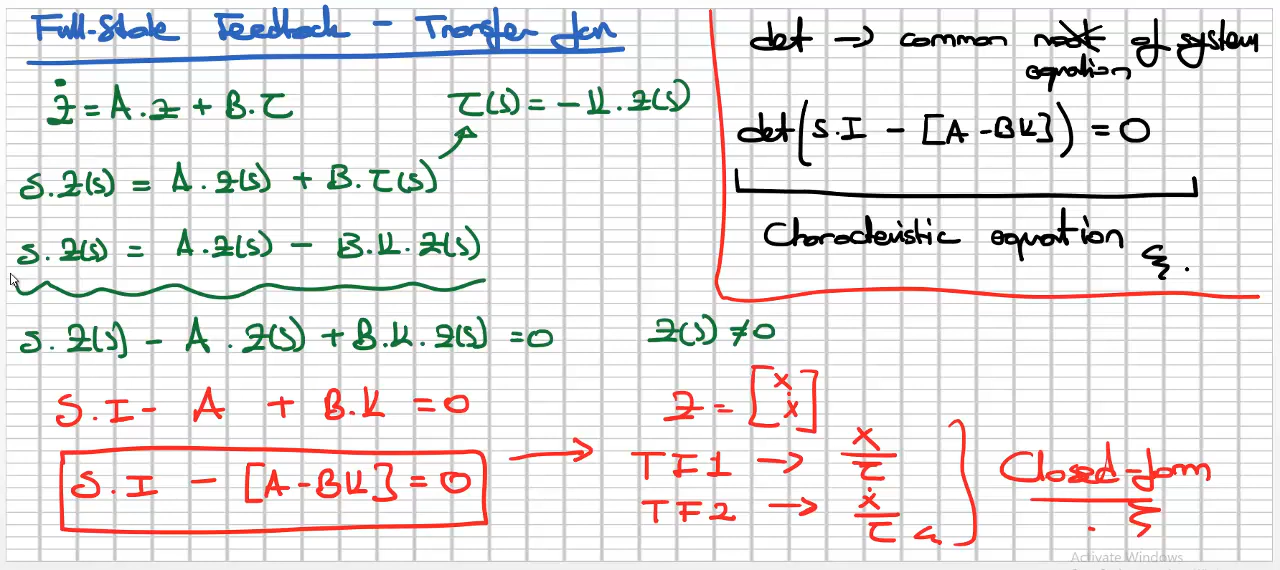 Full-State Feedback - Transfer fcn
Ż = A.Z + B.τ
τ(s) = -K.Z(s)
s.Z(s) = A.Z(s) + B.τ(s)
s.Z(s) = A.Z(s) - B.K.Z(s)
s.Z(s) - A.Z(s) + B.K.Z(s) = 0
Z(s) ≠ 0
S.I - A + B.K = 0
S.I - [A-BK] = 0
Z = [x ẋ]
TF1 → x/τ
TF2 → ẋ/τ
Closed-form
det → common root of system
equation
det(S.I - [A-BK]) = 0
Characteristic equation
Activate Windows